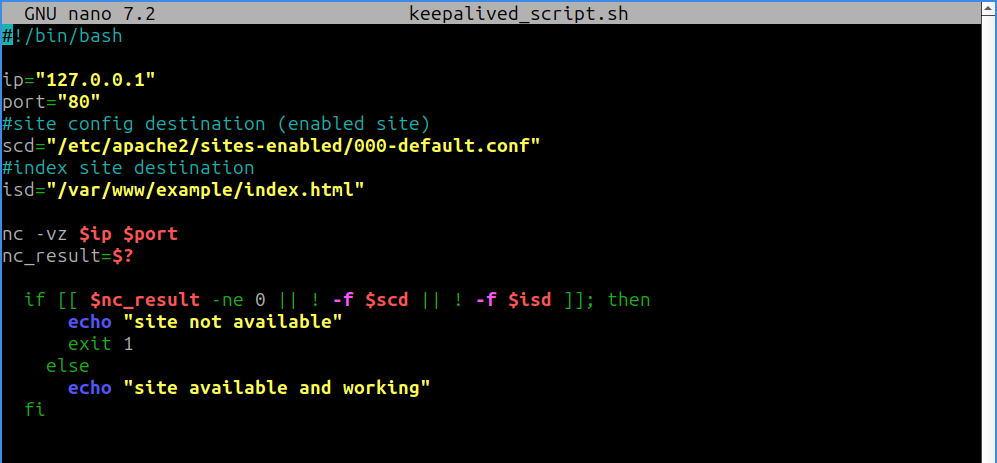 GNU nano 7.2 keepalived_script.sh
#!/bin/bash
ip="127.0.0.1"
port="80"
#site config destination (enabled site)
scd="/etc/apache2/sites-enabled/000-default.conf"
#index site destination
isd="/var/www/example/index.html"
nc -vz $ip $port
nc_result=$?
if [[ $nc_result -ne 0 || ! -f $scd || ! -f $isd ]]; then
echo "site not available"
exit 1
else
echo "site available and working"
fi